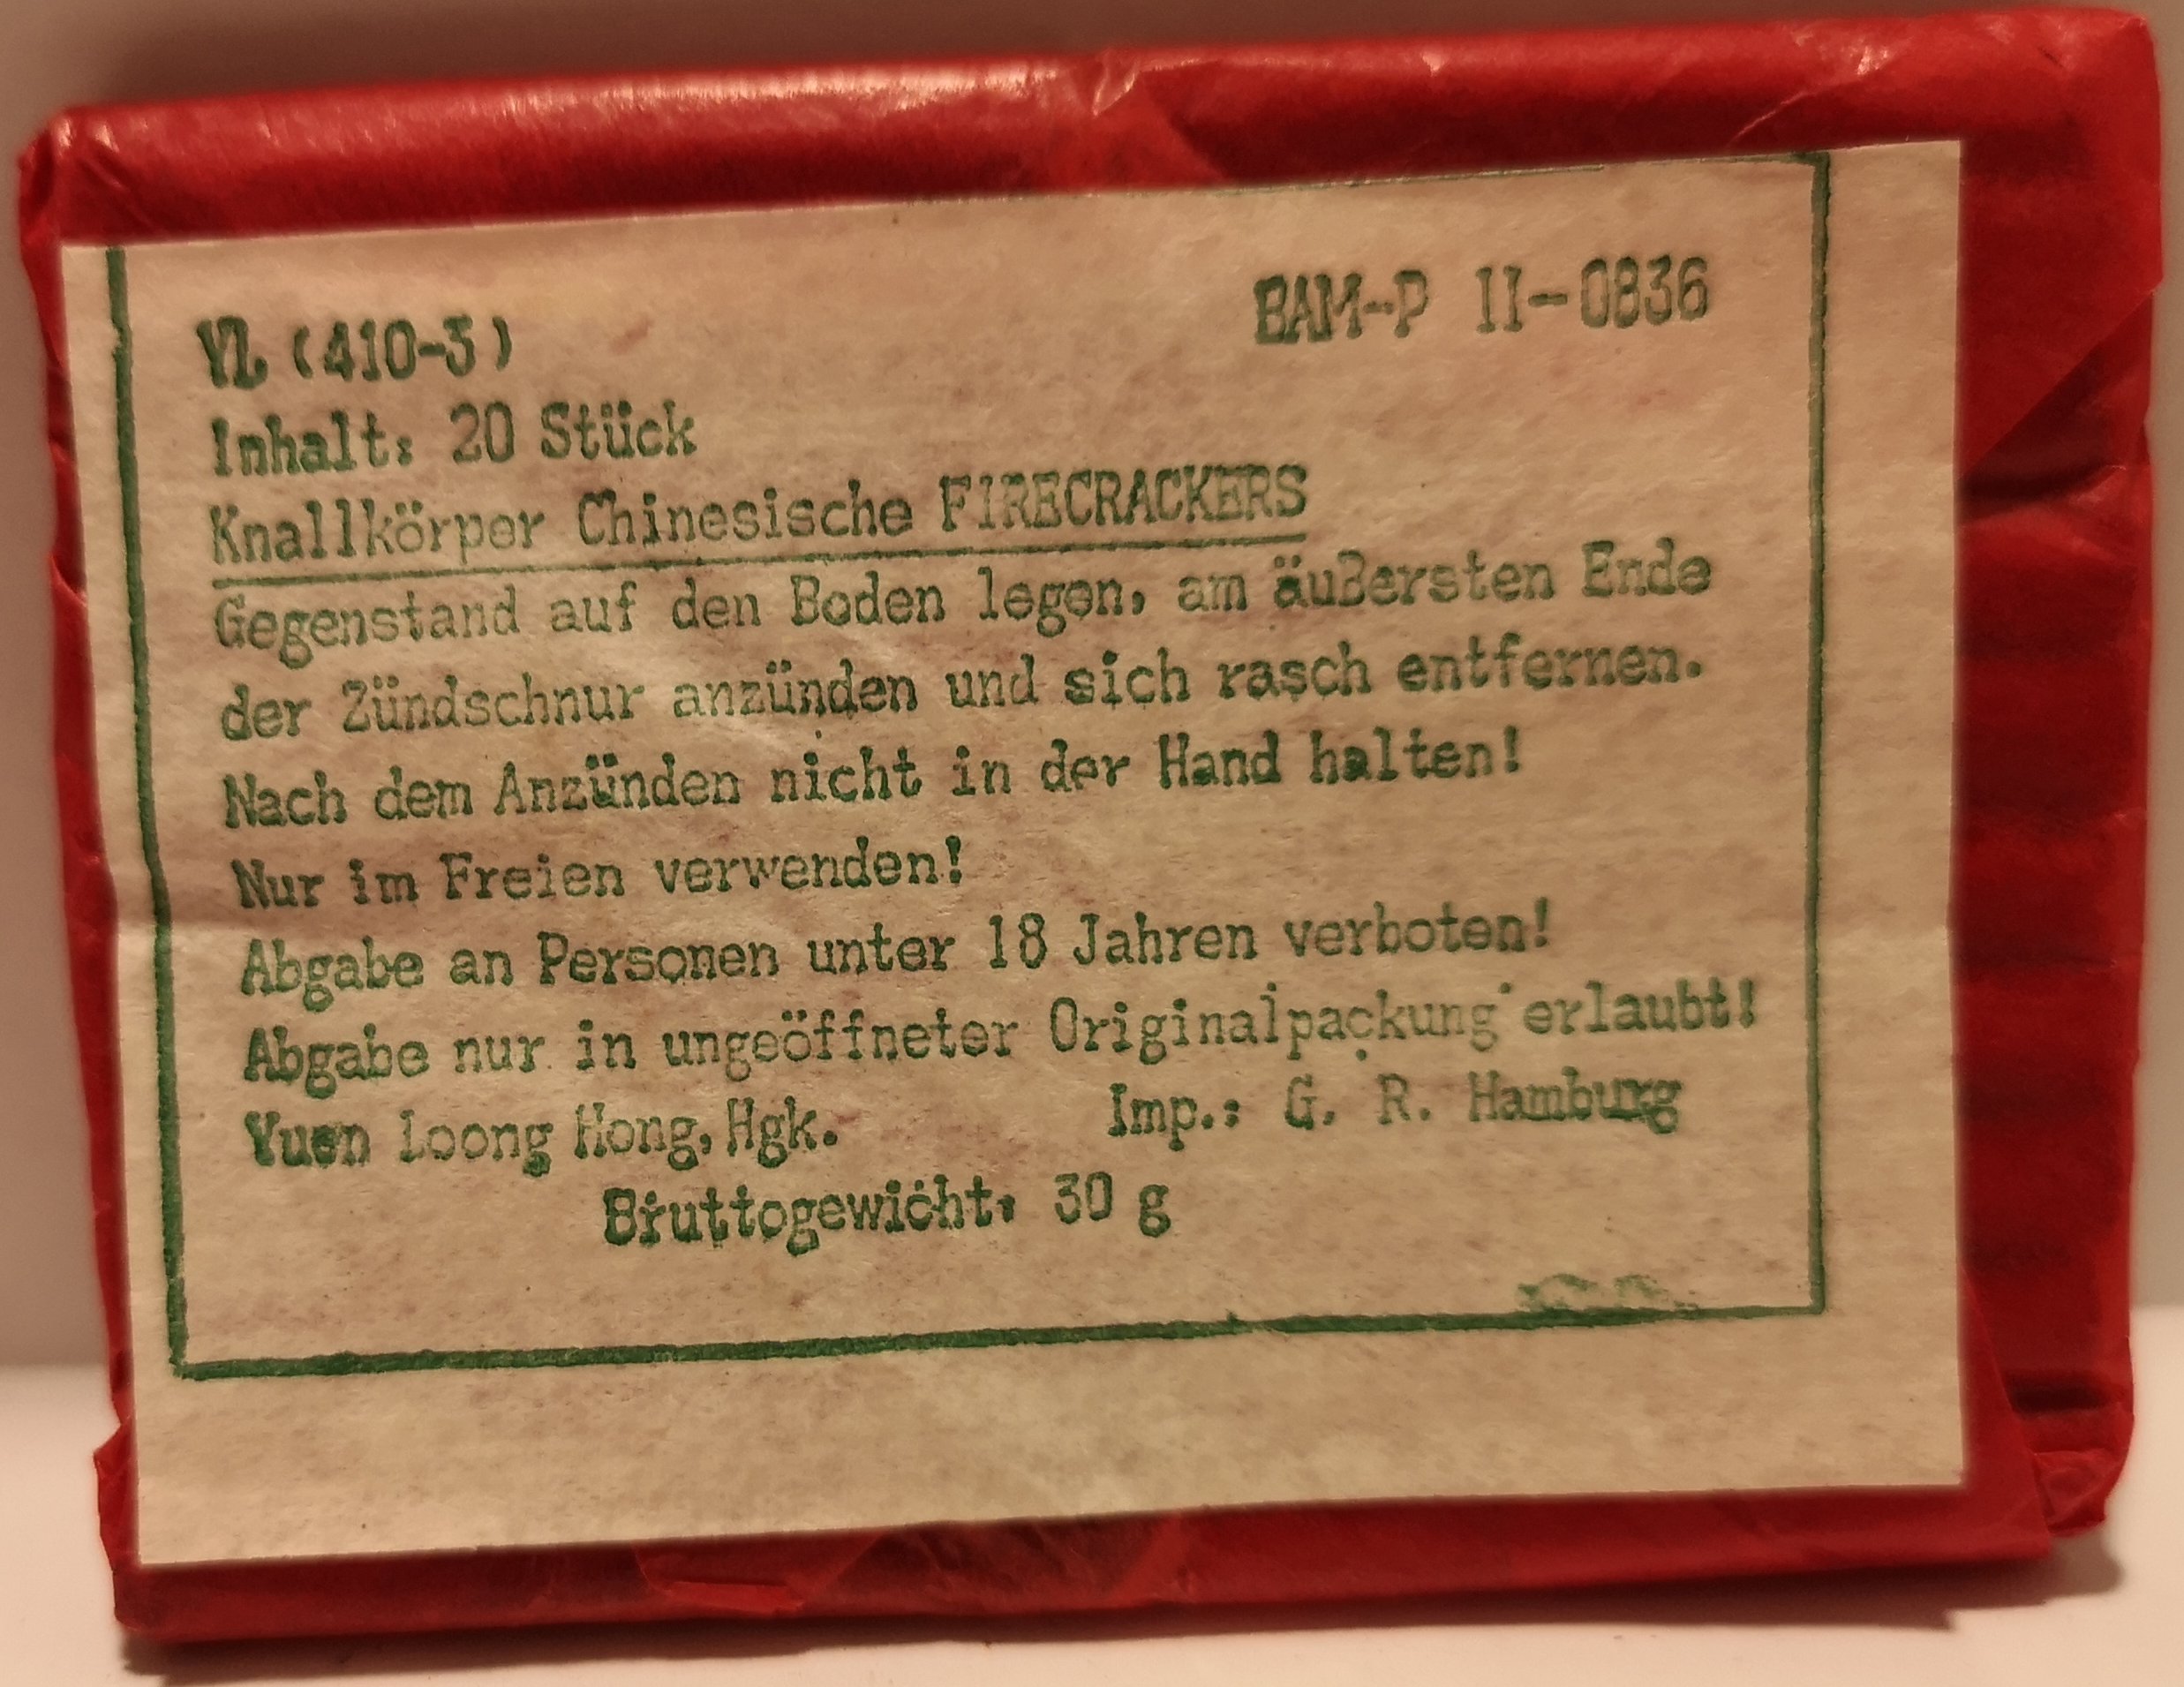 YL (410-3) BAM-P II-0836
Inhalt: 20 Stück
Knallkörper Chinesische FIRECRACKERS
Gegenstand auf den Boden legen, am äußersten Ende
der Zündschnur anzünden und sich rasch entfernen.
Nach dem Anzünden nicht in der Hand halten!
Nur im Freien verwenden!
Abgabe an Personen unter 18 Jahren verboten!
Abgabe nur in ungeöffneter Originalpackung erlaubt!
Yuen Loong Hong, Hgk. Imp.: G. R. Hamburg
Bruttogewicht: 30 g